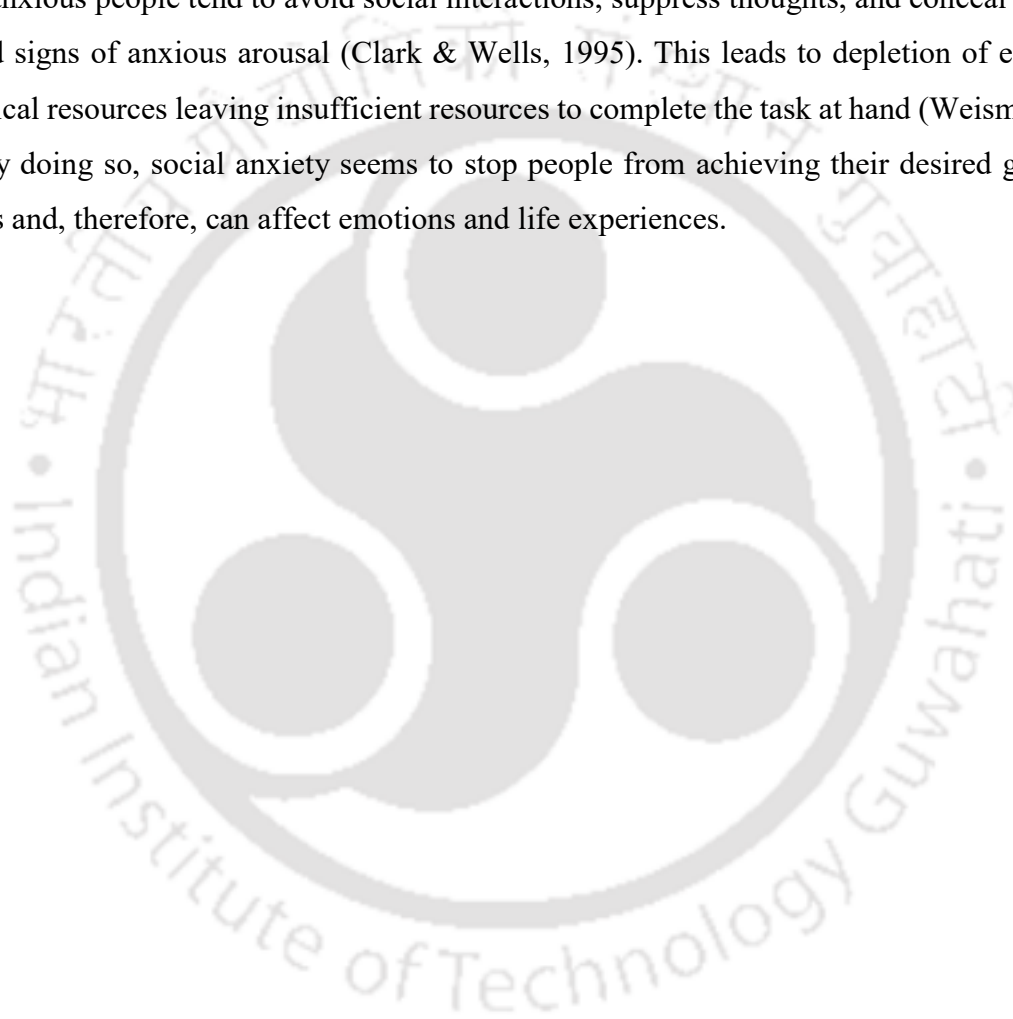 anxious people tend to avoid social interactions, suppress thoughts, and conceal
signs of anxious arousal (Clark & Wells, 1995). This leads to depletion of
ical resources leaving insufficient resources to complete the task at hand (Weism
y doing so, social anxiety seems to stop people from achieving their desired g
s and, therefore, can affect emotions and life experiences.
Indian Institute of Technology Guwahati